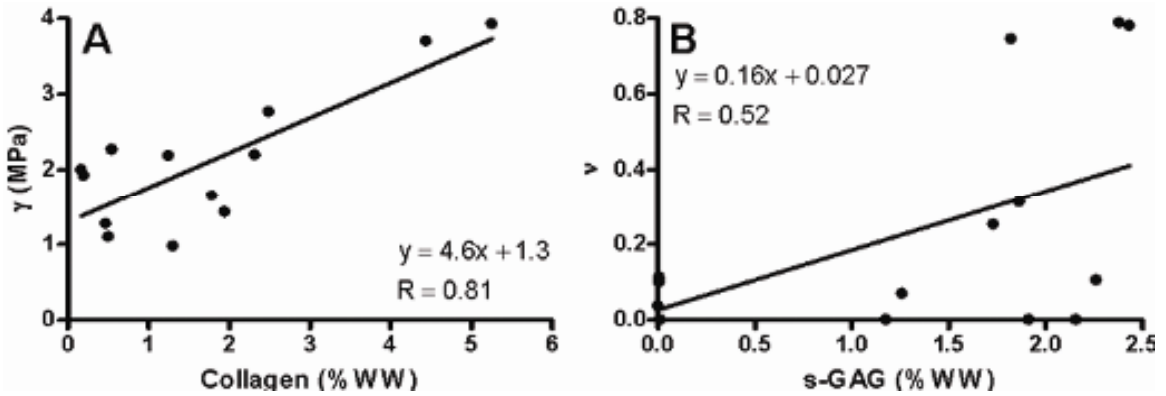 A
4
3
2
1
0
γ (MPa)
y = 4.6x + 1.3
R = 0.81
0 1 2 3 4 5 6
Collagen (% WW)
B
0.8
0.6
0.4
0.2
0.0
ν
y = 0.16x + 0.027
R = 0.52
0.0 0.5 1.0 1.5 2.0 2.5
s-GAG (% WW)